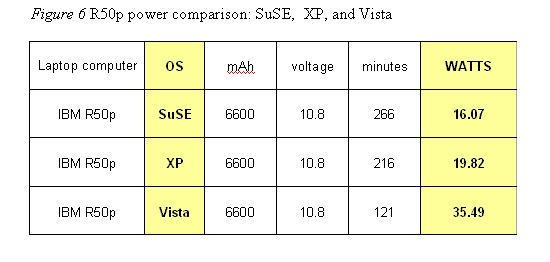 Figure 6 R50p power comparison: SuSE, XP, and Vista
Laptop computer OS mAh voltage minutes WATTS
IBM R50p SuSE 6600 10.8 266 16.07
IBM R50p XP 6600 10.8 216 19.82
IBM R50p Vista 6600 10.8 121 35.49